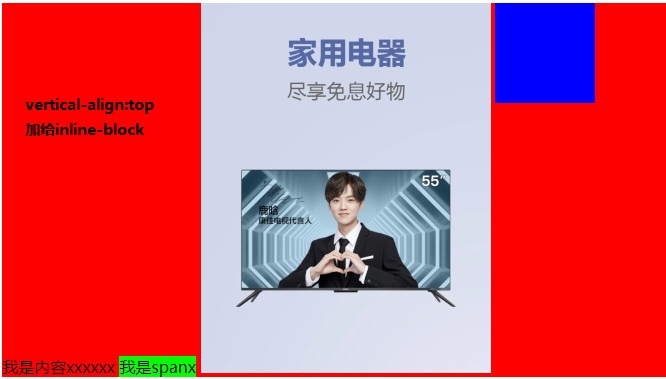 vertical-align:top
加给inline-block
家用电器
尽享免息好物
55"
鹿晗
康佳电视代言人
我是内容xxxxxx 我是spanx